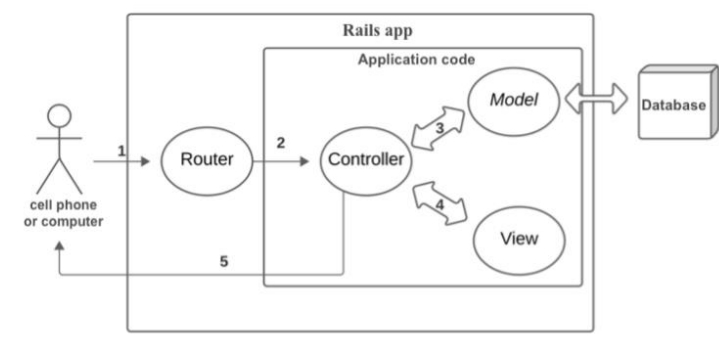 Rails app
Application code
Model
Database
3
1
2
Router
Controller
4
cell phone
or computer
View
5